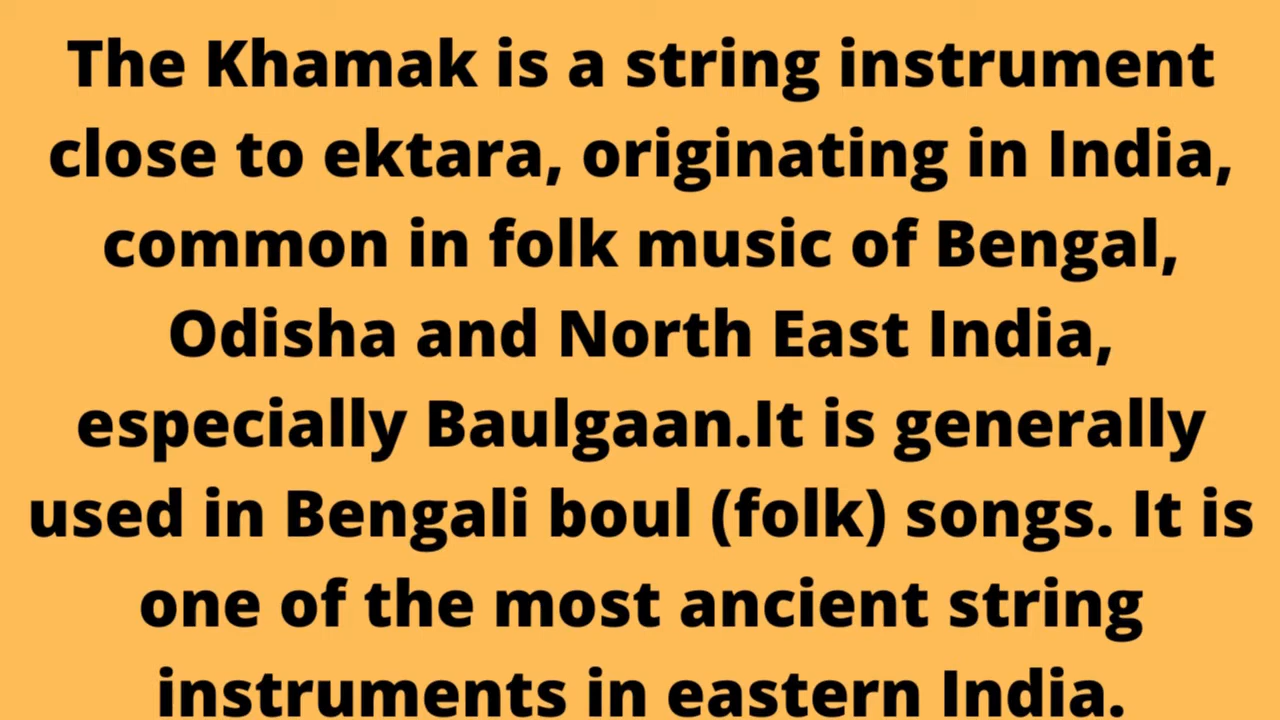 The Khamak is a string instrument
close to ektara, originating in India,
common in folk music of Bengal,
Odisha and North East India,
especially Baulgaan.It is generally
used in Bengali boul (folk) songs. It is
one of the most ancient string
instruments in eastern India.